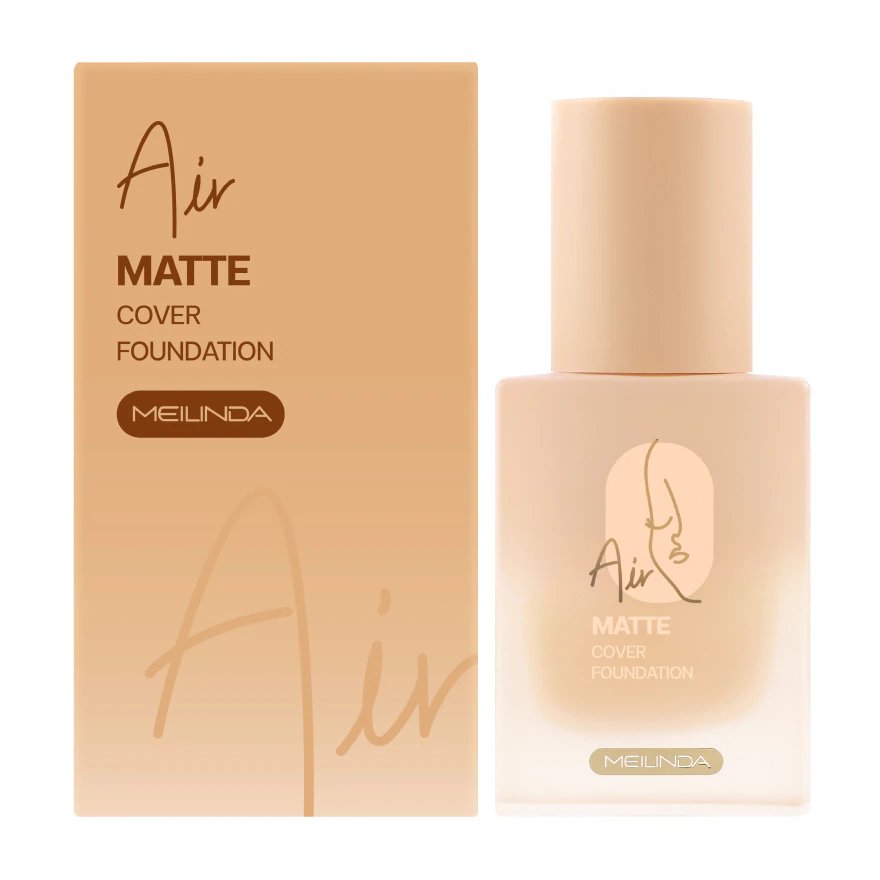 Air
MATTE
COVER
FOUNDATION
MEILINDA
Air
Air
MATTE
COVER
FOUNDATION
MEILINDA